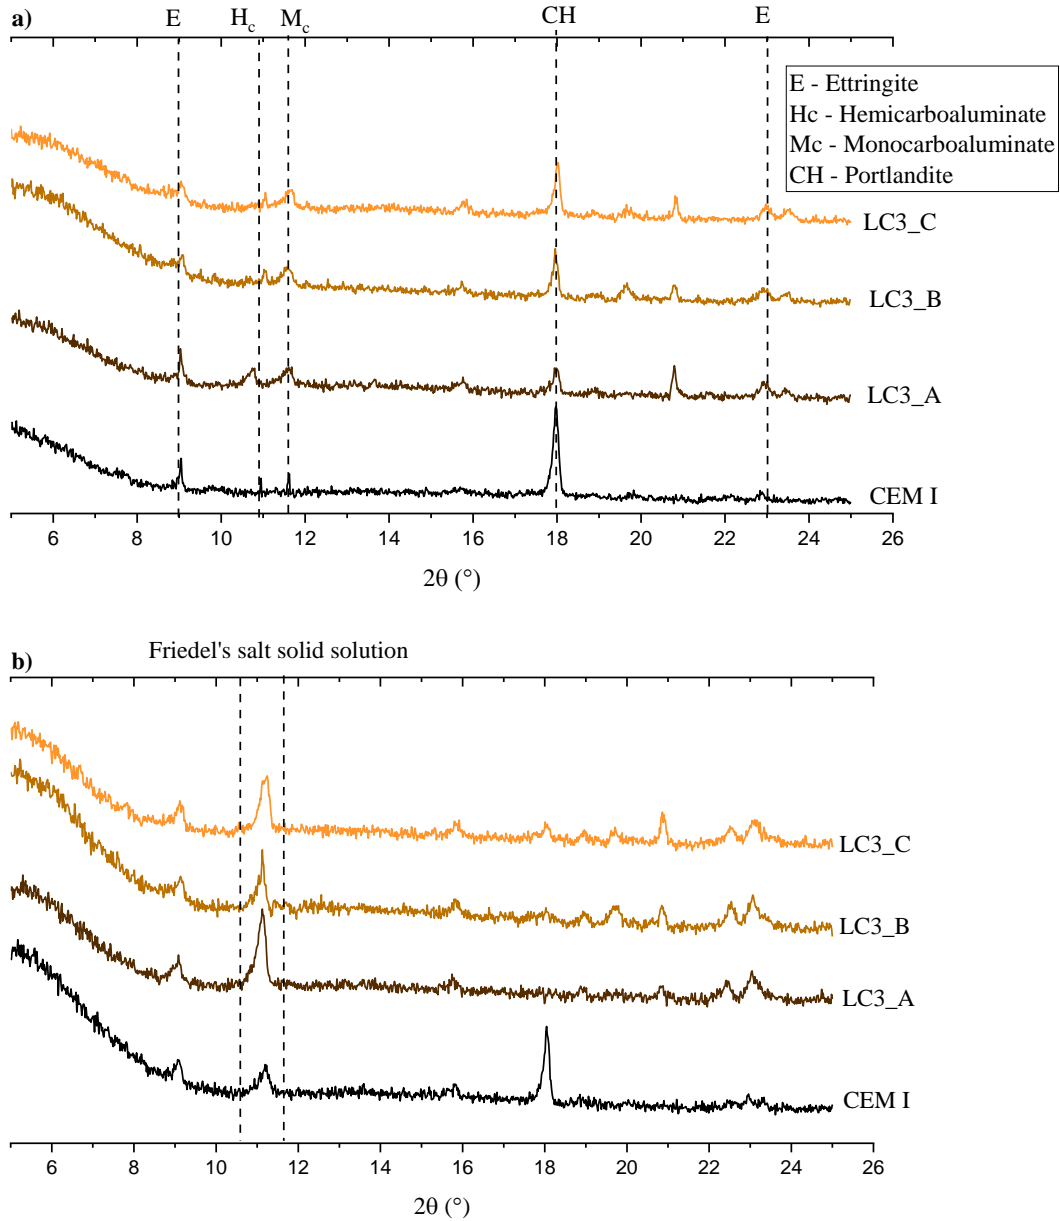 a)
E H_c M_c CH E
E - Ettringite
Hc - Hemicarboaluminate
Mc - Monocarboaluminate
CH - Portlandite
LC3_C
LC3_B
LC3_A
CEM I
6 8 10 12 14 16 18 20 22 24 26
2θ (°)
b)
Friedel's salt solid solution
LC3_C
LC3_B
LC3_A
CEM I
6 8 10 12 14 16 18 20 22 24 26
2θ (°)